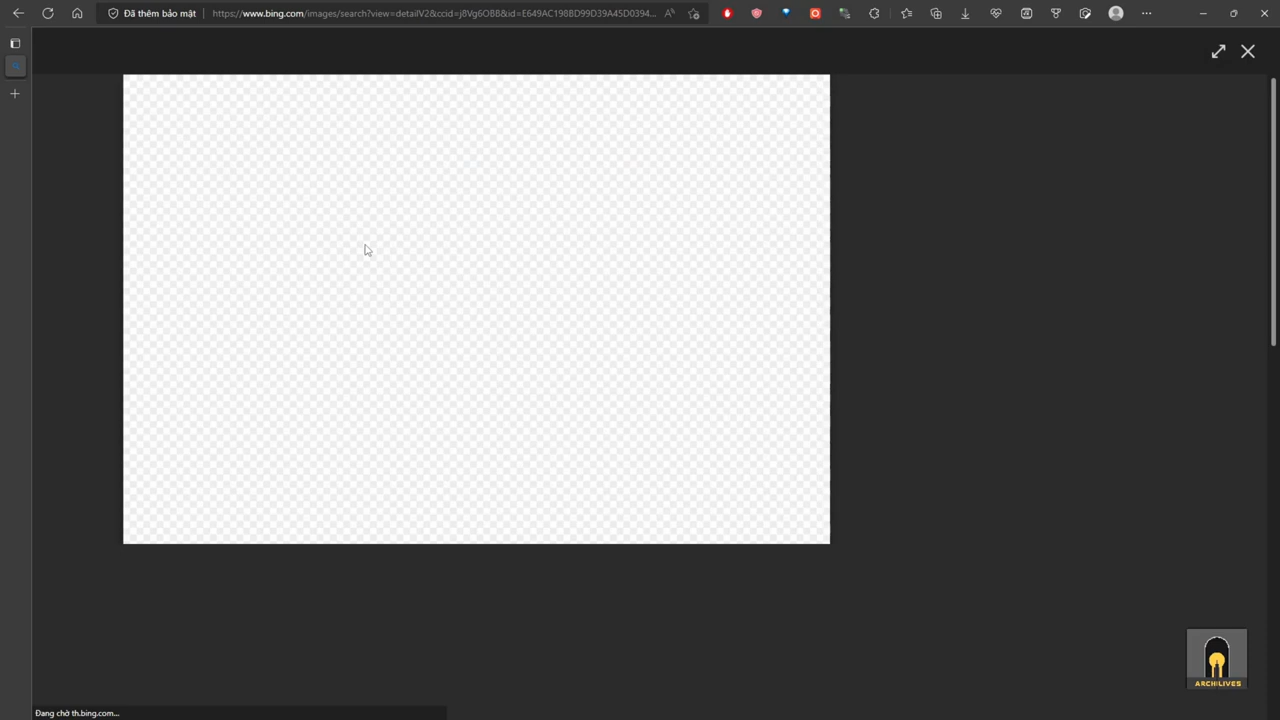 Đã thêm bảo mật
https://www.bing.com/images/search?view=detailV2&ccid=j8Vg6OBB&id=E649AC198BD99D39A45D0394...
ARCHILIVES
Đang chờ th.bing.com...